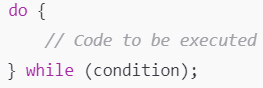 do {
    // Code to be executed
} while (condition);